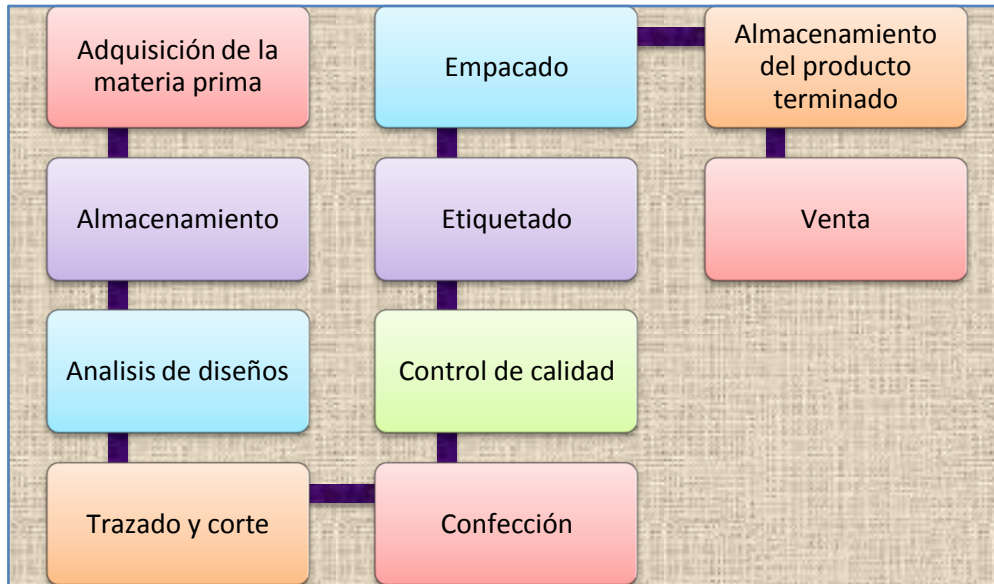 Adquisición de la
materia prima
Almacenamiento
Analisis de diseños
Trazado y corte
Confección
Control de calidad
Etiquetado
Empacado
Almacenamiento
del producto
terminado
Venta